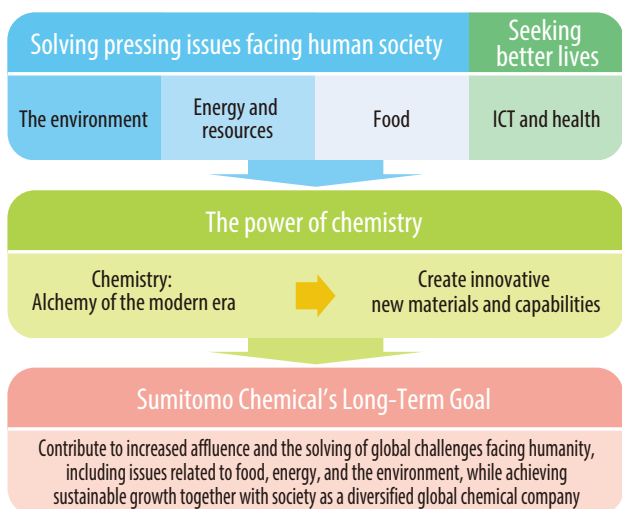 Solving pressing issues facing human society
Seeking
better lives
The environment
Energy and
resources
Food
ICT and health
The power of chemistry
Chemistry:
Alchemy of the modern era
Create innovative
new materials and capabilities
Sumitomo Chemical’s Long-Term Goal
Contribute to increased affluence and the solving of global challenges facing humanity,
including issues related to food, energy, and the environment, while achieving
sustainable growth together with society as a diversified global chemical company